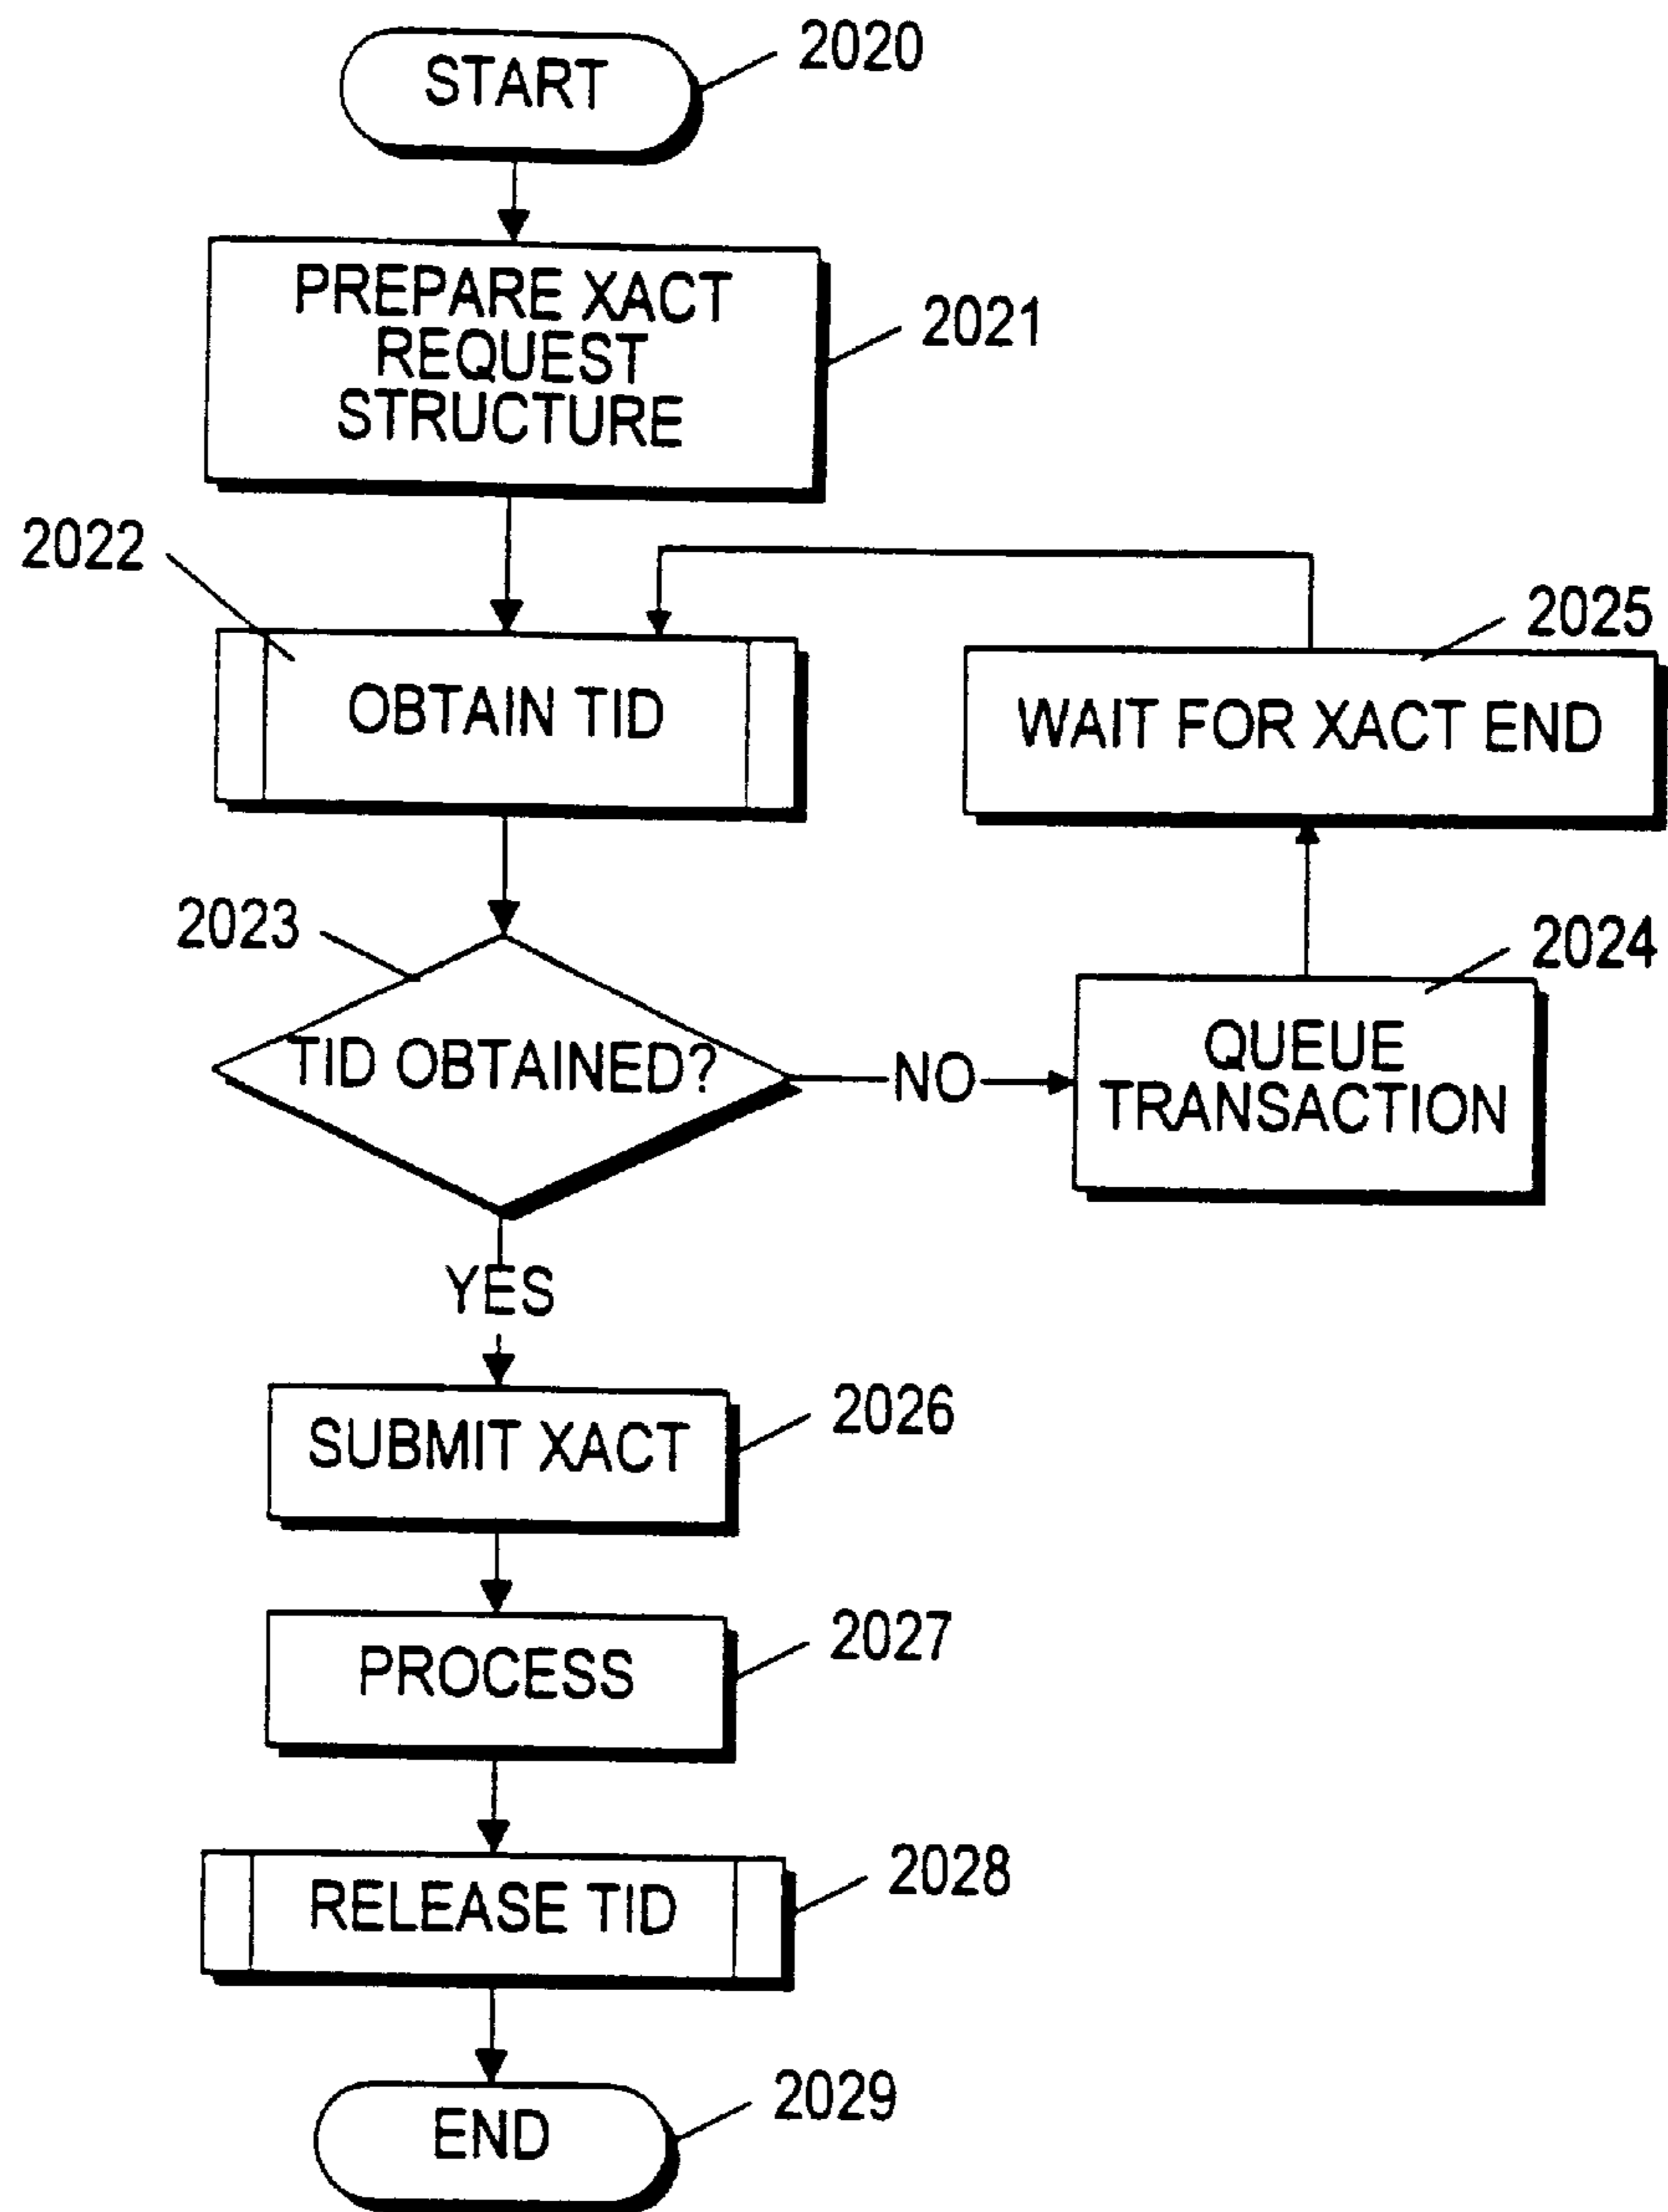 START
2020
PREPARE XACT
REQUEST
STRUCTURE
2021
2022
OBTAIN TID
2025
WAIT FOR XACT END
2023
TID OBTAINED?
NO
2024
QUEUE
TRANSACTION
YES
SUBMIT XACT
2026
PROCESS
2027
RELEASE TID
2028
END
2029